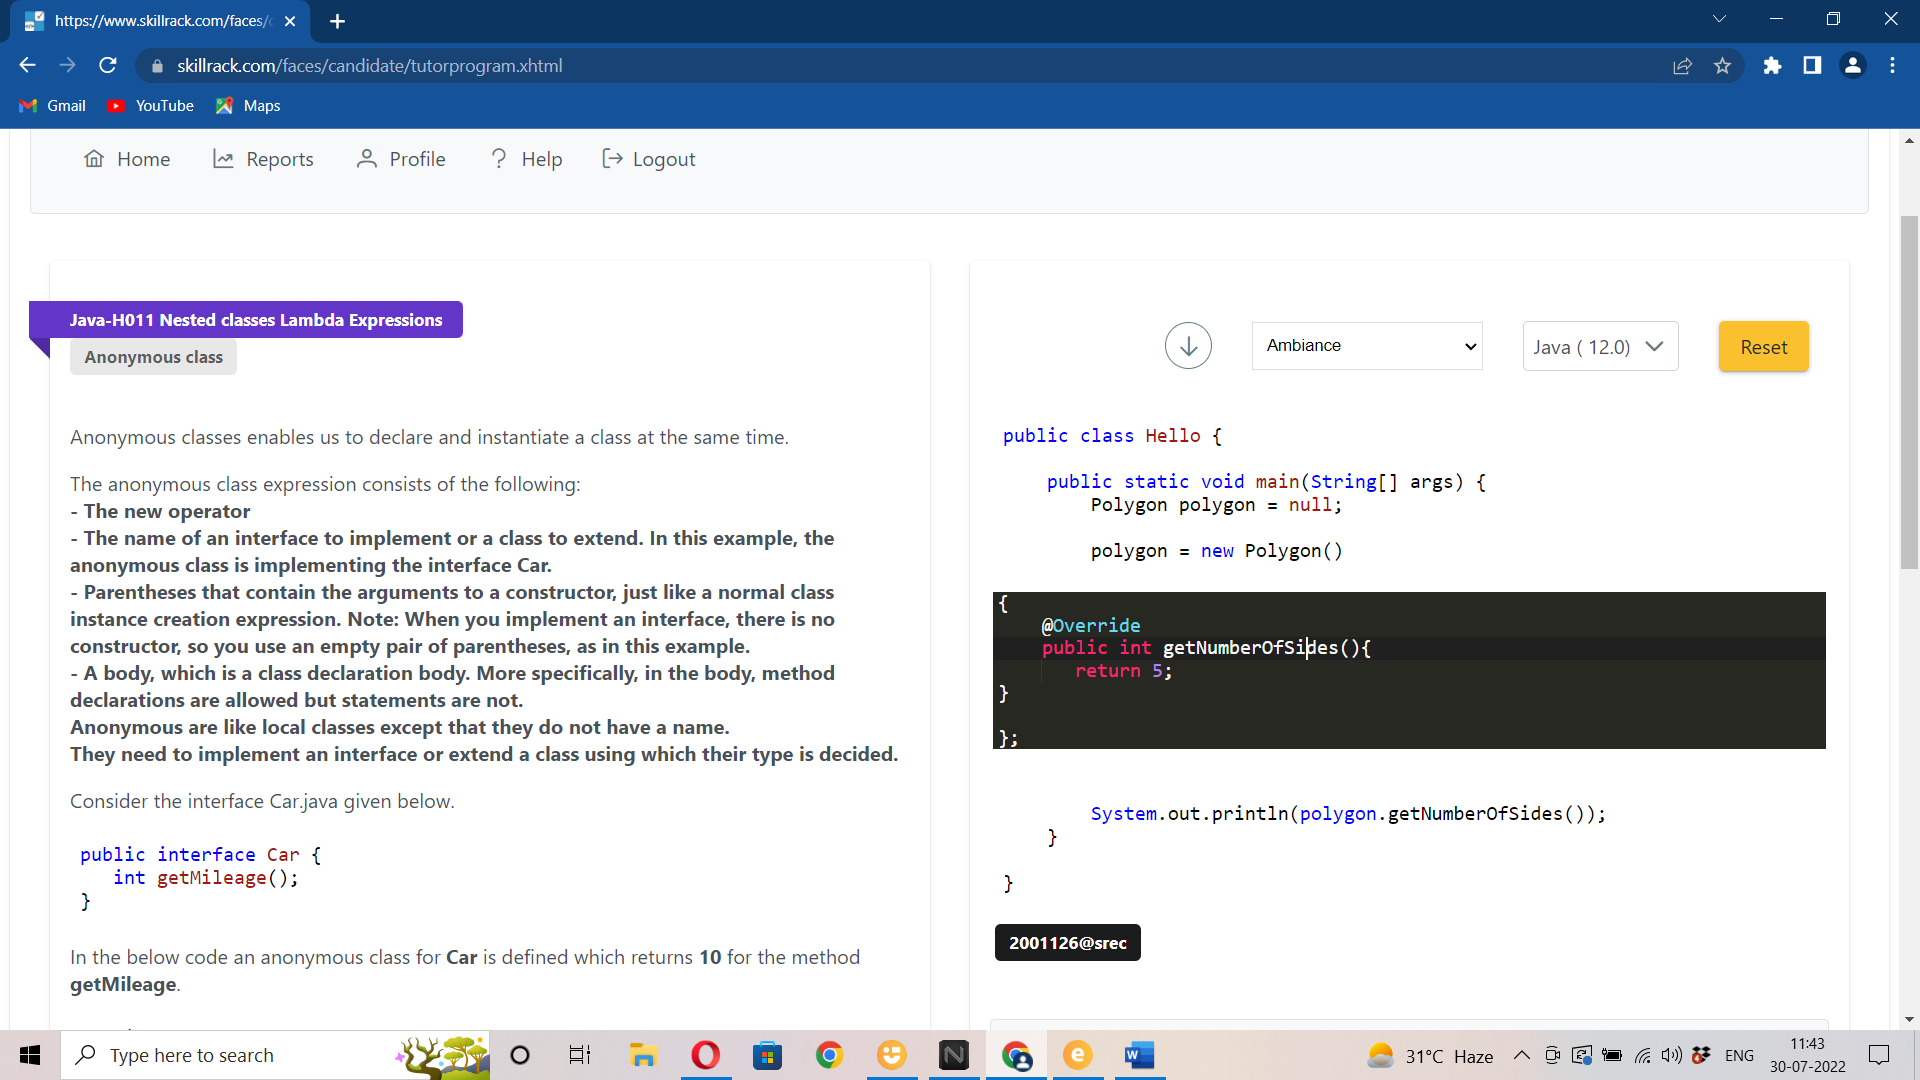 https://www.skillrack.com/faces/c
skillrack.com/faces/candidate/tutorprogram.xhtml
Gmail YouTube Maps
Home Reports Profile ? Help Logout
Java-H011 Nested classes Lambda Expressions
Anonymous class
Anonymous classes enables us to declare and instantiate a class at the same time.
The anonymous class expression consists of the following:
- The new operator
- The name of an interface to implement or a class to extend. In this example, the
anonymous class is implementing the interface Car.
- Parentheses that contain the arguments to a constructor, just like a normal class
instance creation expression. Note: When you implement an interface, there is no
constructor, so you use an empty pair of parentheses, as in this example.
- A body, which is a class declaration body. More specifically, in the body, method
declarations are allowed but statements are not.
Anonymous are like local classes except that they do not have a name.
They need to implement an interface or extend a class using which their type is decided.
Consider the interface Car.java given below.
public interface Car {
int getMileage();
}
In the below code an anonymous class for Car is defined which returns 10 for the method
getMileage.
Ambiance Java ( 12.0) Reset
public class Hello {
public static void main(String[] args) {
Polygon polygon = null;
polygon = new Polygon()
{
@Override
public int getNumberOfSides(){
return 5;
}
};
System.out.println(polygon.getNumberOfSides());
}
}
2001126@srec
Type here to search
31°C Haze
ENG
11:43
30-07-2022